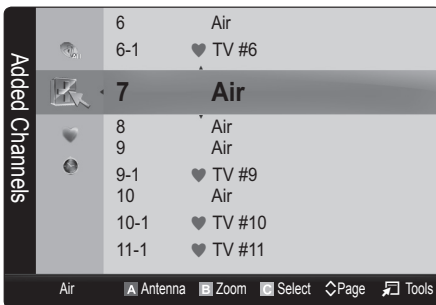 Added Channels
6 Air
6-1 ♥ TV #6
7 Air
8 Air
9 Air
9-1 ♥ TV #9
10 Air
10-1 ♥ TV #10
11-1 ♥ TV #11
Air A Antenna B Zoom C Select Page Tools